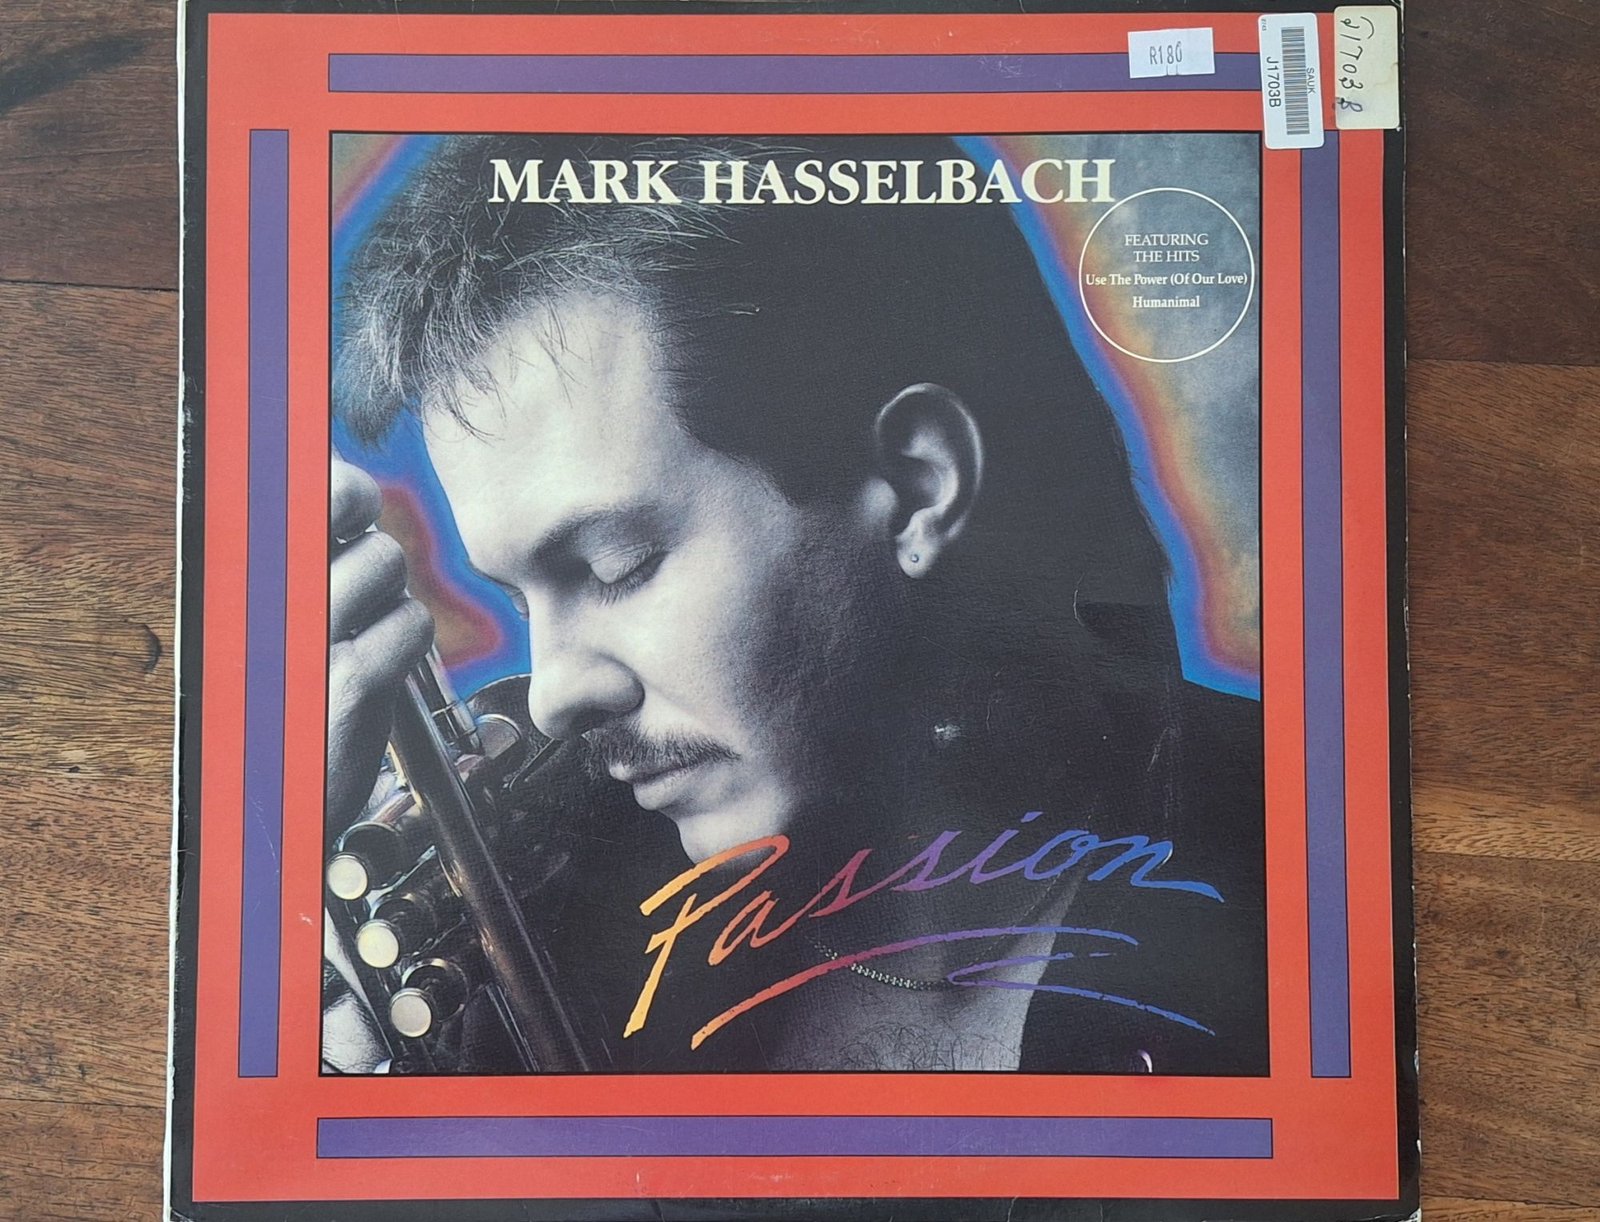 R180
SAUK
J1703B
J1703B
MARK HASSELBACH
FEATURING
THE HITS
Use The Power (Of Our Love)
Humanimal
Passion